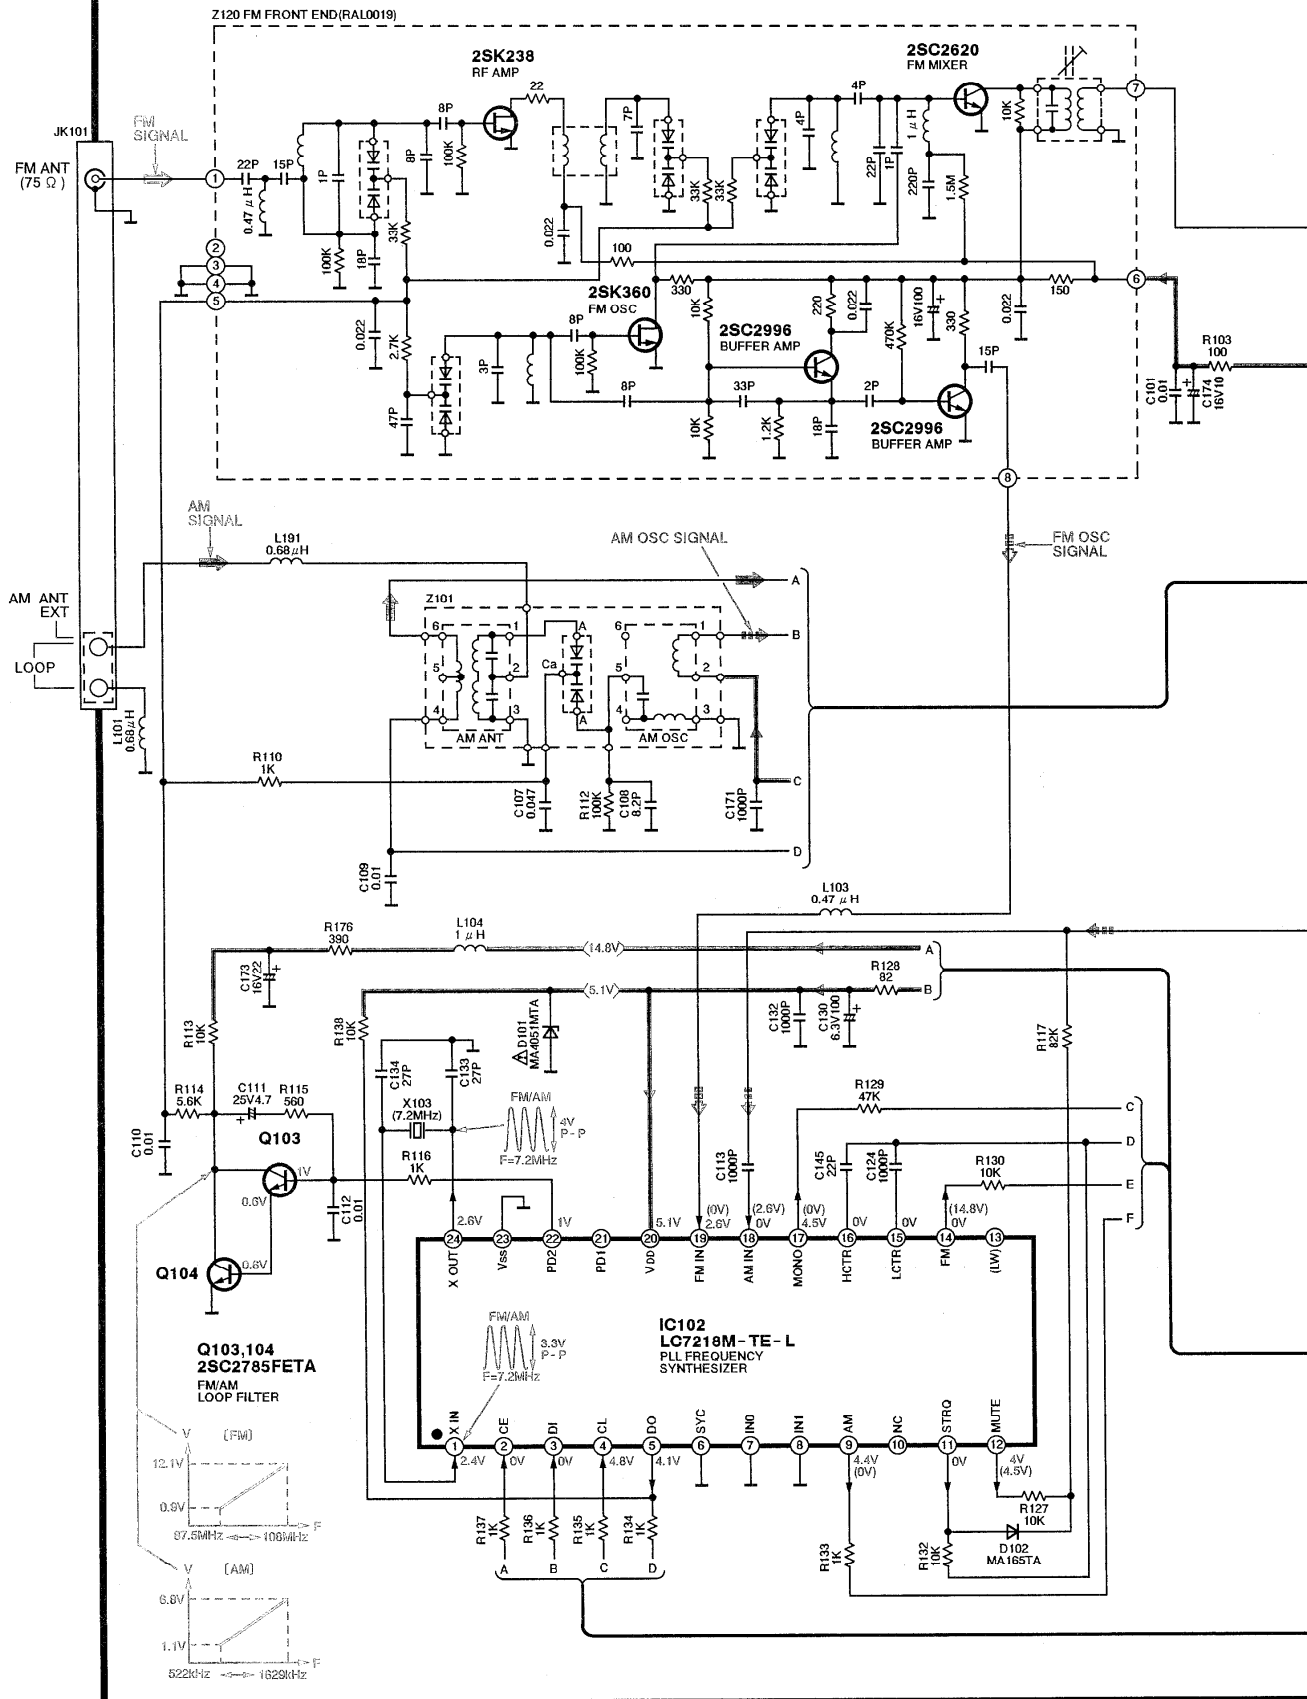 Z120 FM FRONT END(RAL0019)
2SK238
RF AMP
2SC2620
FM MIXER
22
8P
4P
10K
7
JK101
FM
SIGNAL
FM ANT
(75 Ω)
1
22P
15P
0.47 μH
1P
8P
100K
7P
4P
22P
1P
1 μH
220P
1.5M
33K
33K
33K
100K
18P
0.022
100
2
3
4
5
6
2SK360
FM OSC
330
10K
220
0.022
16V100
330
0.022
150
2SC2996
BUFFER AMP
470K
0.022
2.7K
8P
100K
3P
8P
33P
2P
15P
47P
10K
1.2K
18P
2SC2996
BUFFER AMP
8
R103
100
C101
0.01
C174
16V10
AM
SIGNAL
L191
0.68μH
AM OSC SIGNAL
FM OSC
SIGNAL
AM ANT
EXT
LOOP
L101
0.68μH
Z101
6
5
4
1
2
3
AM ANT
Ca
A
A
6
5
4
1
2
3
AM OSC
A
B
C
D
R110
1K
C107
0.047
R112
100K
C108
8.2P
C171
1000P
C109
0.01
L103
0.47 μH
R176
390
L104
1 μH
(14.8V)
A
C173
16V22
R113
10K
R138
10K
(5.1V)
R128
82
B
D101
MA4051MTA
C132
1000P
C130
6.3V100
R117
82K
C134
27P
C133
27P
X103
(7.2MHz)
FM/AM
4V
P-P
F=7.2MHz
R129
47K
C
D
E
F
R114
5.6K
C111
25V4.7
R115
560
C110
0.01
Q103
1V
0.6V
R116
1K
C112
0.01
C113
1000P
C145
22P
C124
1000P
R130
10K
Q104
0.6V
2.6V
1V
5.1V
(0V)
2.6V
(2.6V)
0V
(0V)
4.5V
0V
0V
(14.8V)
0V
24
23
22
21
20
19
18
17
16
15
14
13
X OUT
Vss
PD2
PD1
VDD
FM IN
AM IN
MONO
HCTR
LCTR
FM
(LW)
FM/AM
3.3V
P-P
F=7.2MHz
IC102
LC7218M-TE-L
PLL FREQUENCY
SYNTHESIZER
X IN
CE
DI
CL
DO
SYC
IN0
IN1
AM
NC
STRQ
MUTE
1
2
3
4
5
6
7
8
9
10
11
12
2.4V
0V
0V
4.8V
4.1V
4.4V
(0V)
0V
4V
(4.5V)
Q103,104
2SC2785FETA
FM/AM
LOOP FILTER
V
(FM)
12.1V
0.9V
87.5MHz
108MHz
F
V
(AM)
6.8V
1.1V
522kHz
1629kHz
F
R137
1K
R136
1K
R135
1K
R134
1K
A
B
C
D
R133
1K
R132
10K
R127
10K
D102
MA165TA